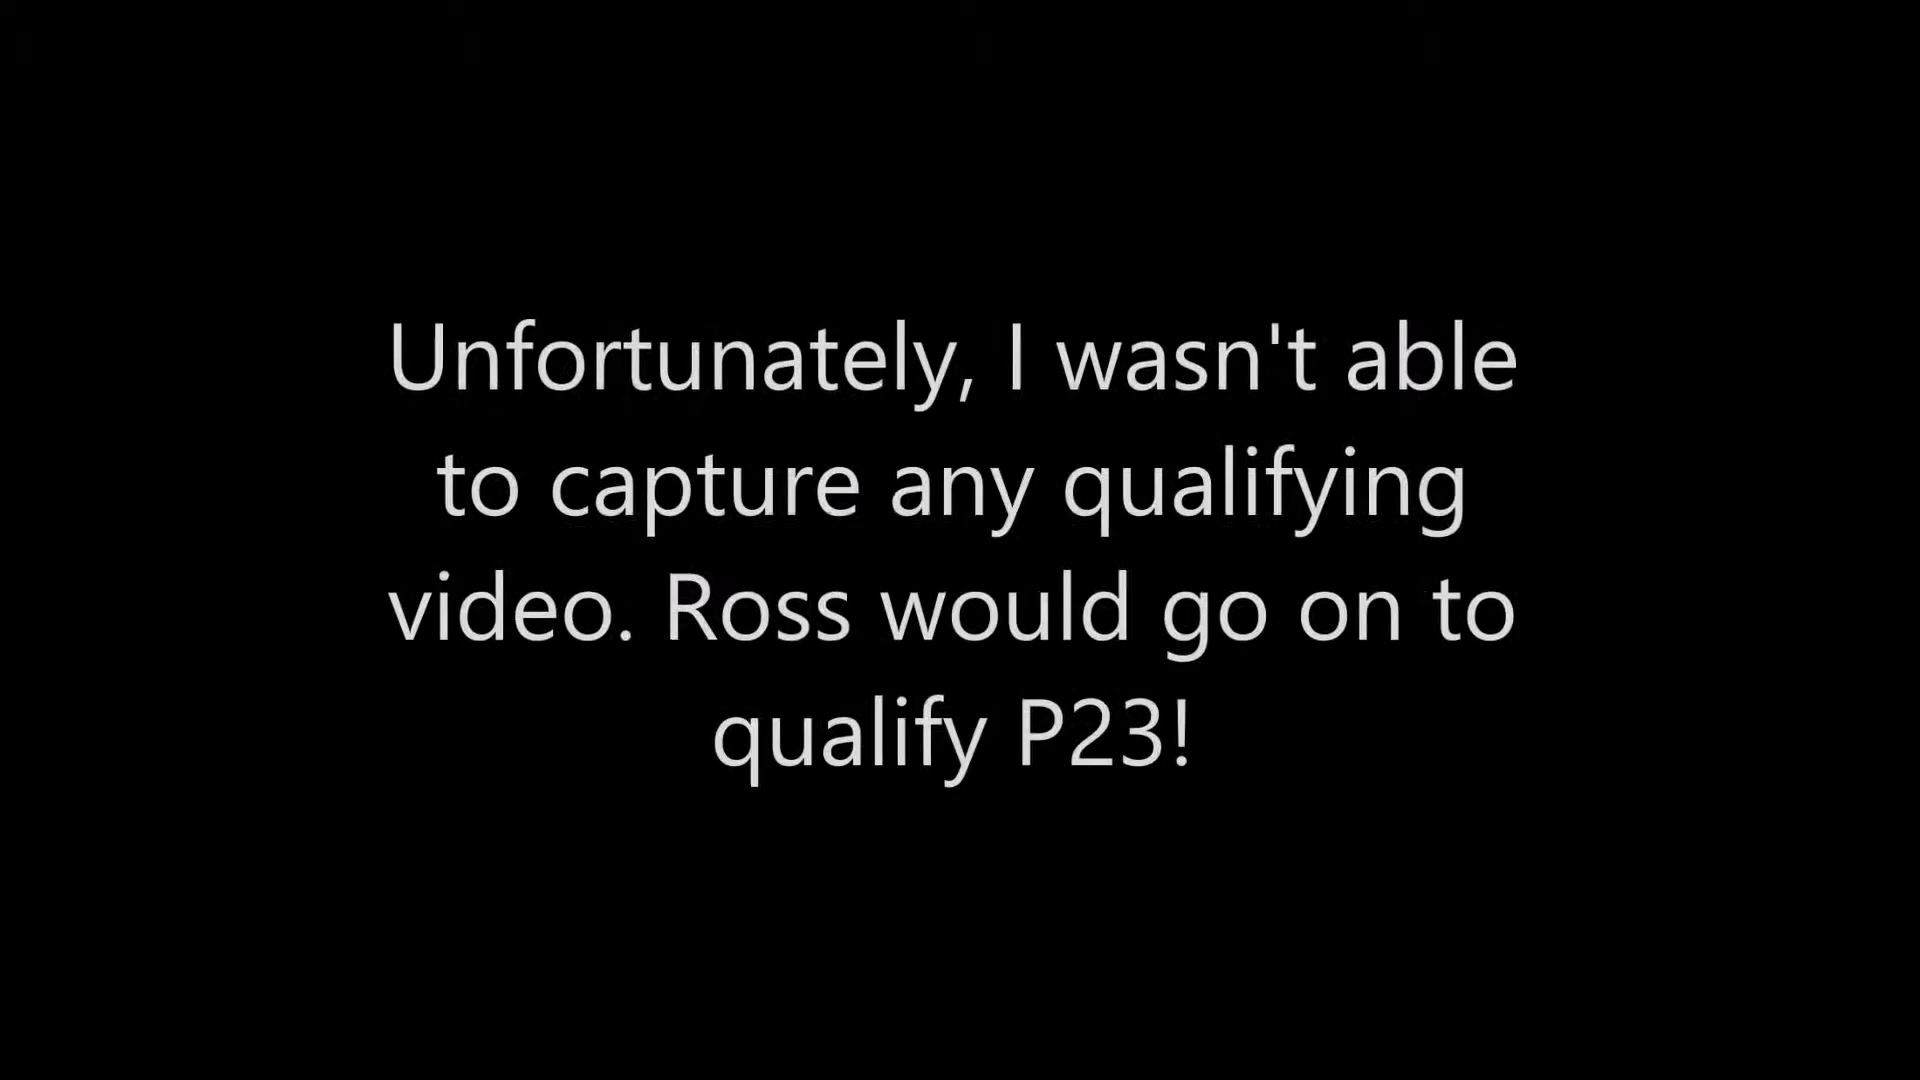 Unfortunately, I wasn't able
to capture any qualifying
video. Ross would go on to
qualify P23!